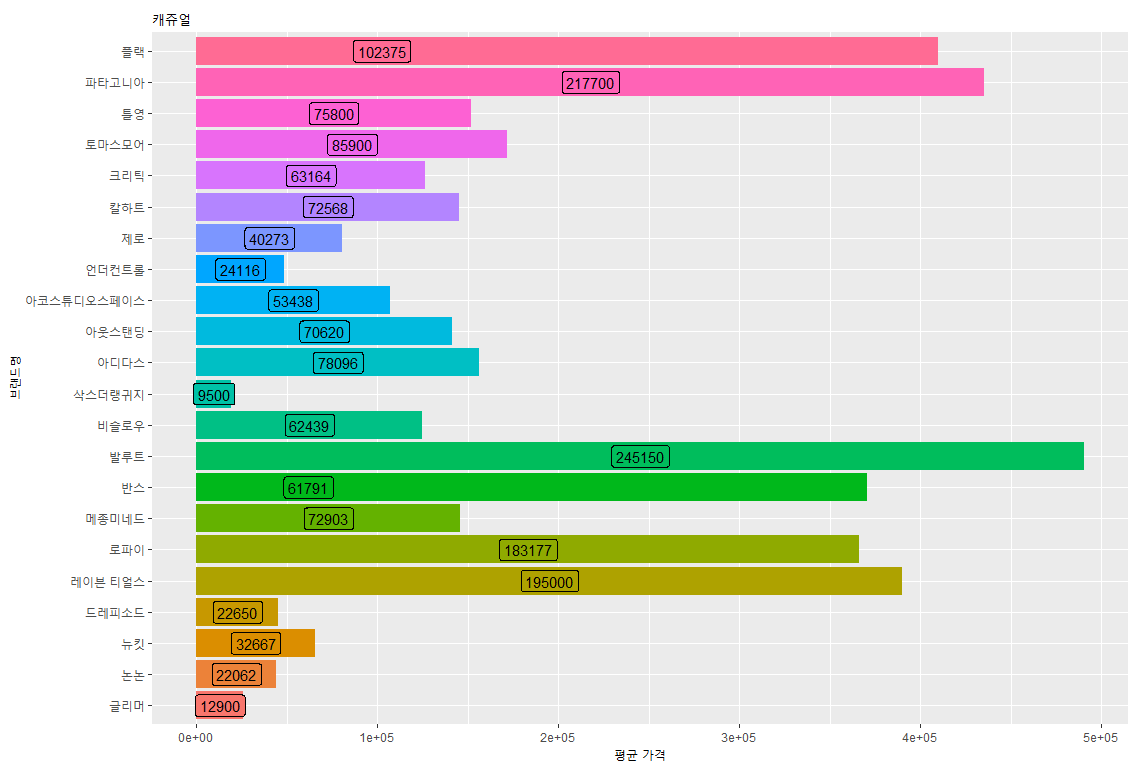 캐쥬얼
플랙 102375
파타고니아 217700
틀영 75800
토마스모어 85900
크리틱 63164
칼하트 72568
제로 40273
언더컨트롤 24116
아코스튜디오스페이스 53438
아웃스탠딩 70620
아디다스 78096
삭스더랭귀지 9500
비슬로우 62439
발루트 245150
반스 61791
메종미네드 72903
로파이 183177
레이븐 티얼스 195000
드레피소드 22650
뉴킷 32667
논논 22062
글리머 12900
브랜드명
0e+00 1e+05 2e+05 3e+05 4e+05 5e+05
평균 가격